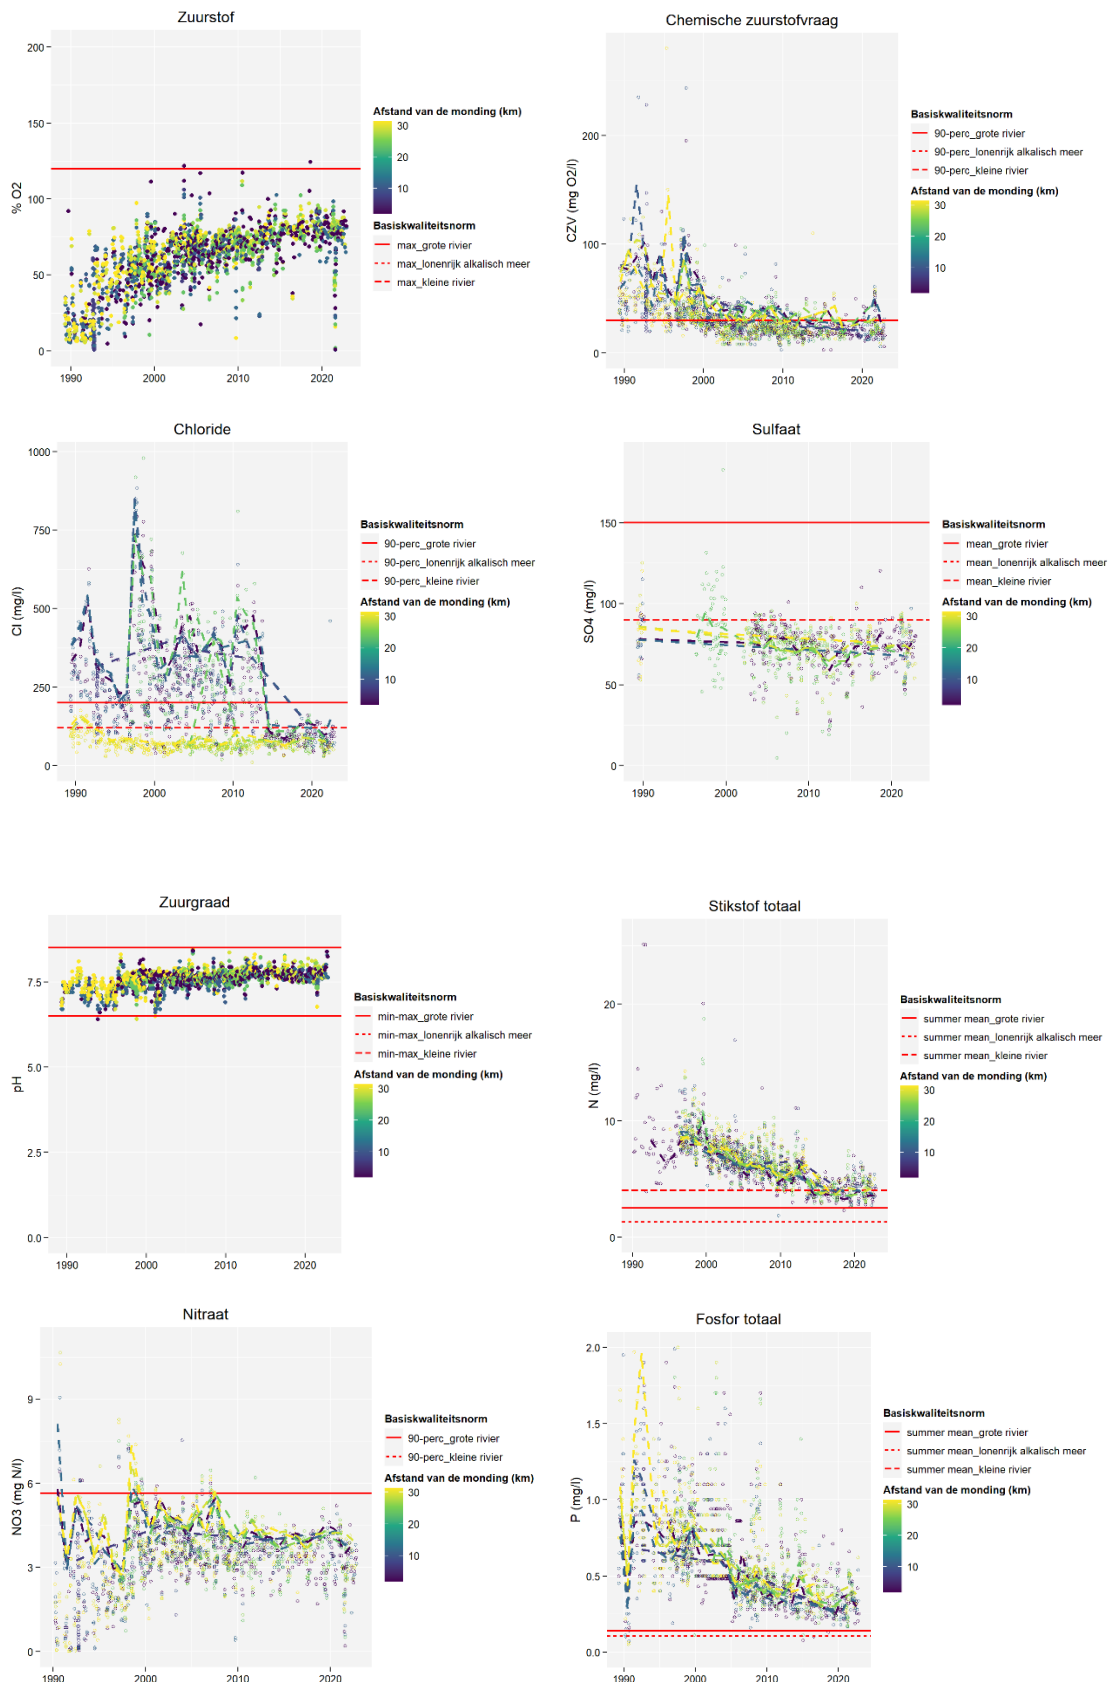 Zuurstof
200
150
100
50
0
% O2
1990
2000
2010
2020
Afstand van de monding (km)
30
20
10
Basiskwaliteitsnorm
max_grote rivier
max_lonenrijk alkalisch meer
max_kleine rivier
Chemische zuurstofvraag
200
100
0
CZV (mg O2/l)
1990
2000
2010
2020
Basiskwaliteitsnorm
90-perc_grote rivier
90-perc_lonenrijk alkalisch meer
90-perc_kleine rivier
Afstand van de monding (km)
30
20
10
Chloride
1000
750
500
250
0
Cl (mg/l)
1990
2000
2010
2020
Basiskwaliteitsnorm
90-perc_grote rivier
90-perc_lonenrijk alkalisch meer
90-perc_kleine rivier
Afstand van de monding (km)
30
20
10
Sulfaat
150
100
50
0
SO4 (mg/l)
1990
2000
2010
2020
Basiskwaliteitsnorm
mean_grote rivier
mean_lonenrijk alkalisch meer
mean_kleine rivier
Afstand van de monding (km)
30
20
10
Zuurgraad
7.5
5.0
2.5
0.0
pH
1990
2000
2010
2020
Basiskwaliteitsnorm
min-max_grote rivier
min-max_lonenrijk alkalisch meer
min-max_kleine rivier
Afstand van de monding (km)
30
20
10
Stikstof totaal
20
10
0
N (mg/l)
1990
2000
2010
2020
Basiskwaliteitsnorm
summer mean_grote rivier
summer mean_lonenrijk alkalisch meer
summer mean_kleine rivier
Afstand van de monding (km)
30
20
10
Nitraat
9
6
3
0
NO3 (mg N/l)
1990
2000
2010
2020
Basiskwaliteitsnorm
90-perc_grote rivier
90-perc_kleine rivier
Afstand van de monding (km)
30
20
10
Fosfor totaal
2.0
1.5
1.0
0.5
0.0
P (mg/l)
1990
2000
2010
2020
Basiskwaliteitsnorm
summer mean_grote rivier
summer mean_lonenrijk alkalisch meer
summer mean_kleine rivier
Afstand van de monding (km)
30
20
10